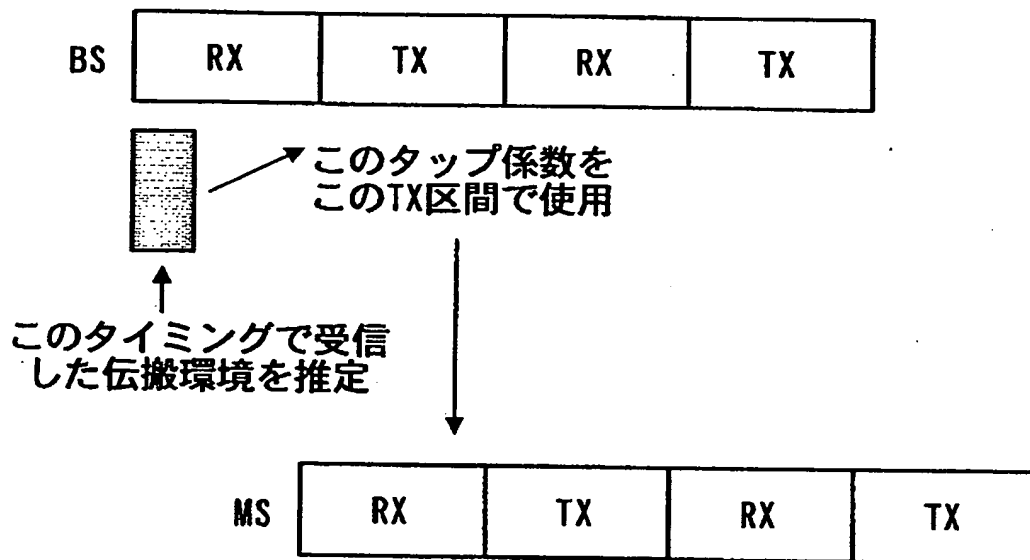 BS RX TX RX TX
このタップ係数を
このTX区間で使用
このタイミングで受信
した伝搬環境を推定
MS RX TX RX TX